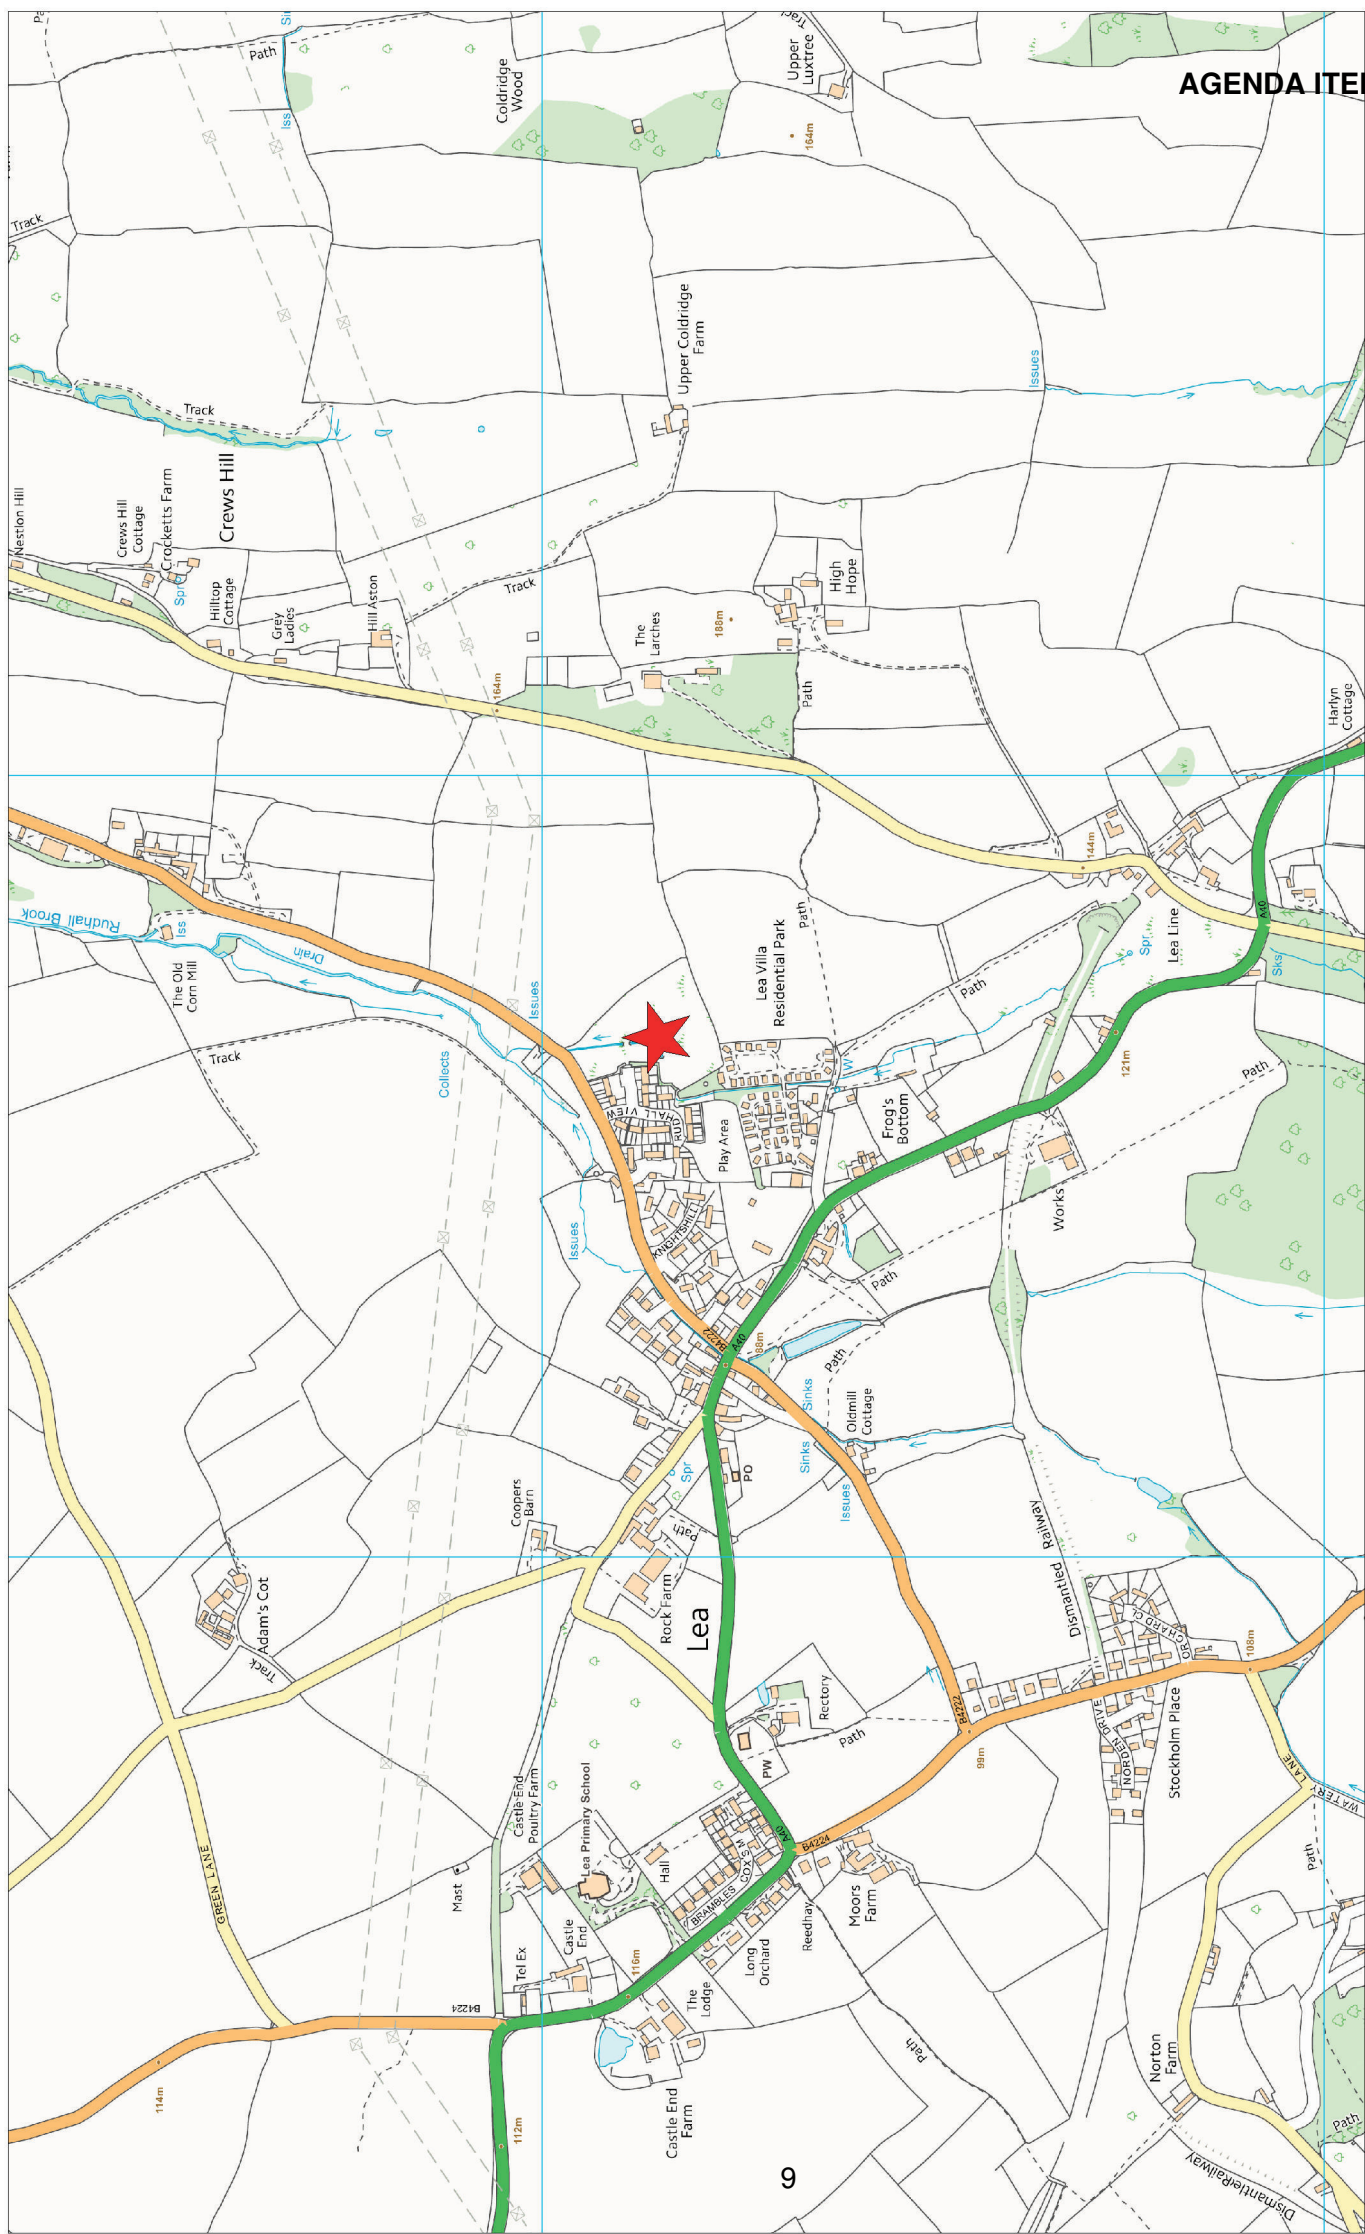 AGENDA ITE
Path
Track
Path
Iss
Coldridge
Wood
Upper
Luxtree
Track
164m
Track
Crews Hill
Upper Coldridge
Farm
Issues
Nestlon Hill
Crews Hill
Cottage
Crocketts Farm
Spr
Hilltop
Cottage
Grey
Ladies
Hill Aston
Track
The
Larches
188m
High
Hope
164m
Path
Harlyn
Cottage
144m
Rudhall Brook
Iss
The Old
Corn Mill
Drain
Track
Collects
Issues
Lea Villa
Residential Park
Path
Path
Spr
Lea Line
A40
Sks
121m
Path
RUD
HALL VIEW
Play Area
W
Frog's
Bottom
Works
Issues
KNIGHTSHILL
Path
B4222
A40
88m
Path
Sinks
Sinks
Oldmill
Cottage
Issues
Spr
PO
Coopers
Barn
Path
Rock Farm
Lea
Dismantled Railway
Adam's Cot
Track
ORCHARD CL
108m
Rectory
Path
PW
B4222
99m
NORDEN DRIVE
Stockholm Place
WATERY LANE
Path
GREEN LANE
Mast
Castle End
Poultry Farm
Lea Primary School
Hall
BRAMBLES
COX'S M
A40
B4224
Moors
Farm
Reedhay
Long
Orchard
The
Lodge
Castle
End
Tel Ex
116m
B4224
114m
112m
Castle End
Farm
Path
Norton
Farm
Dismantled Railway
Path
9